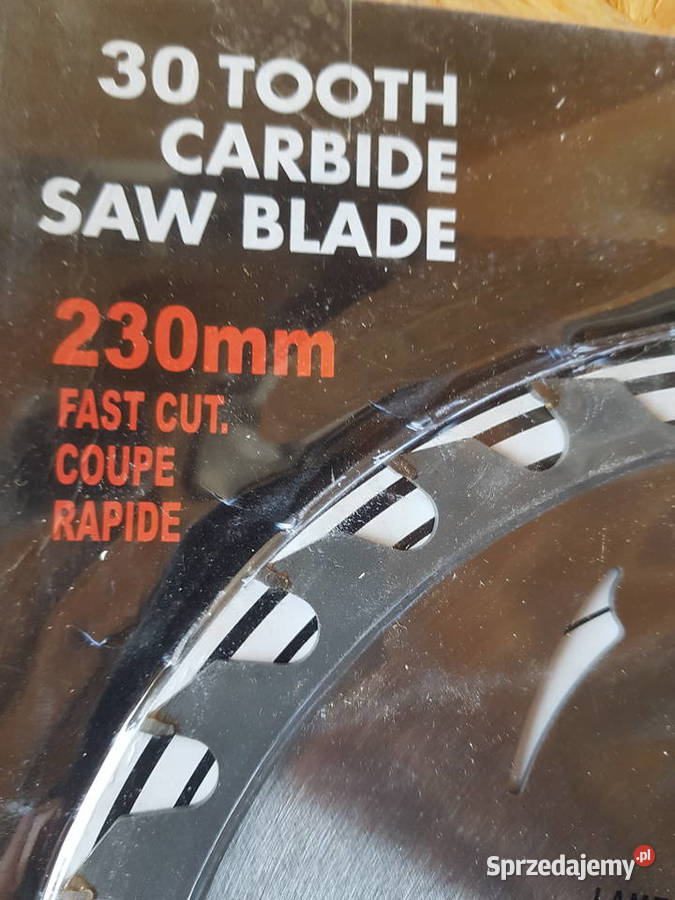 30 TOOTH
CARBIDE
SAW BLADE
230mm
FAST CUT.
COUPE
RAPIDE
Sprzedajemy.pl